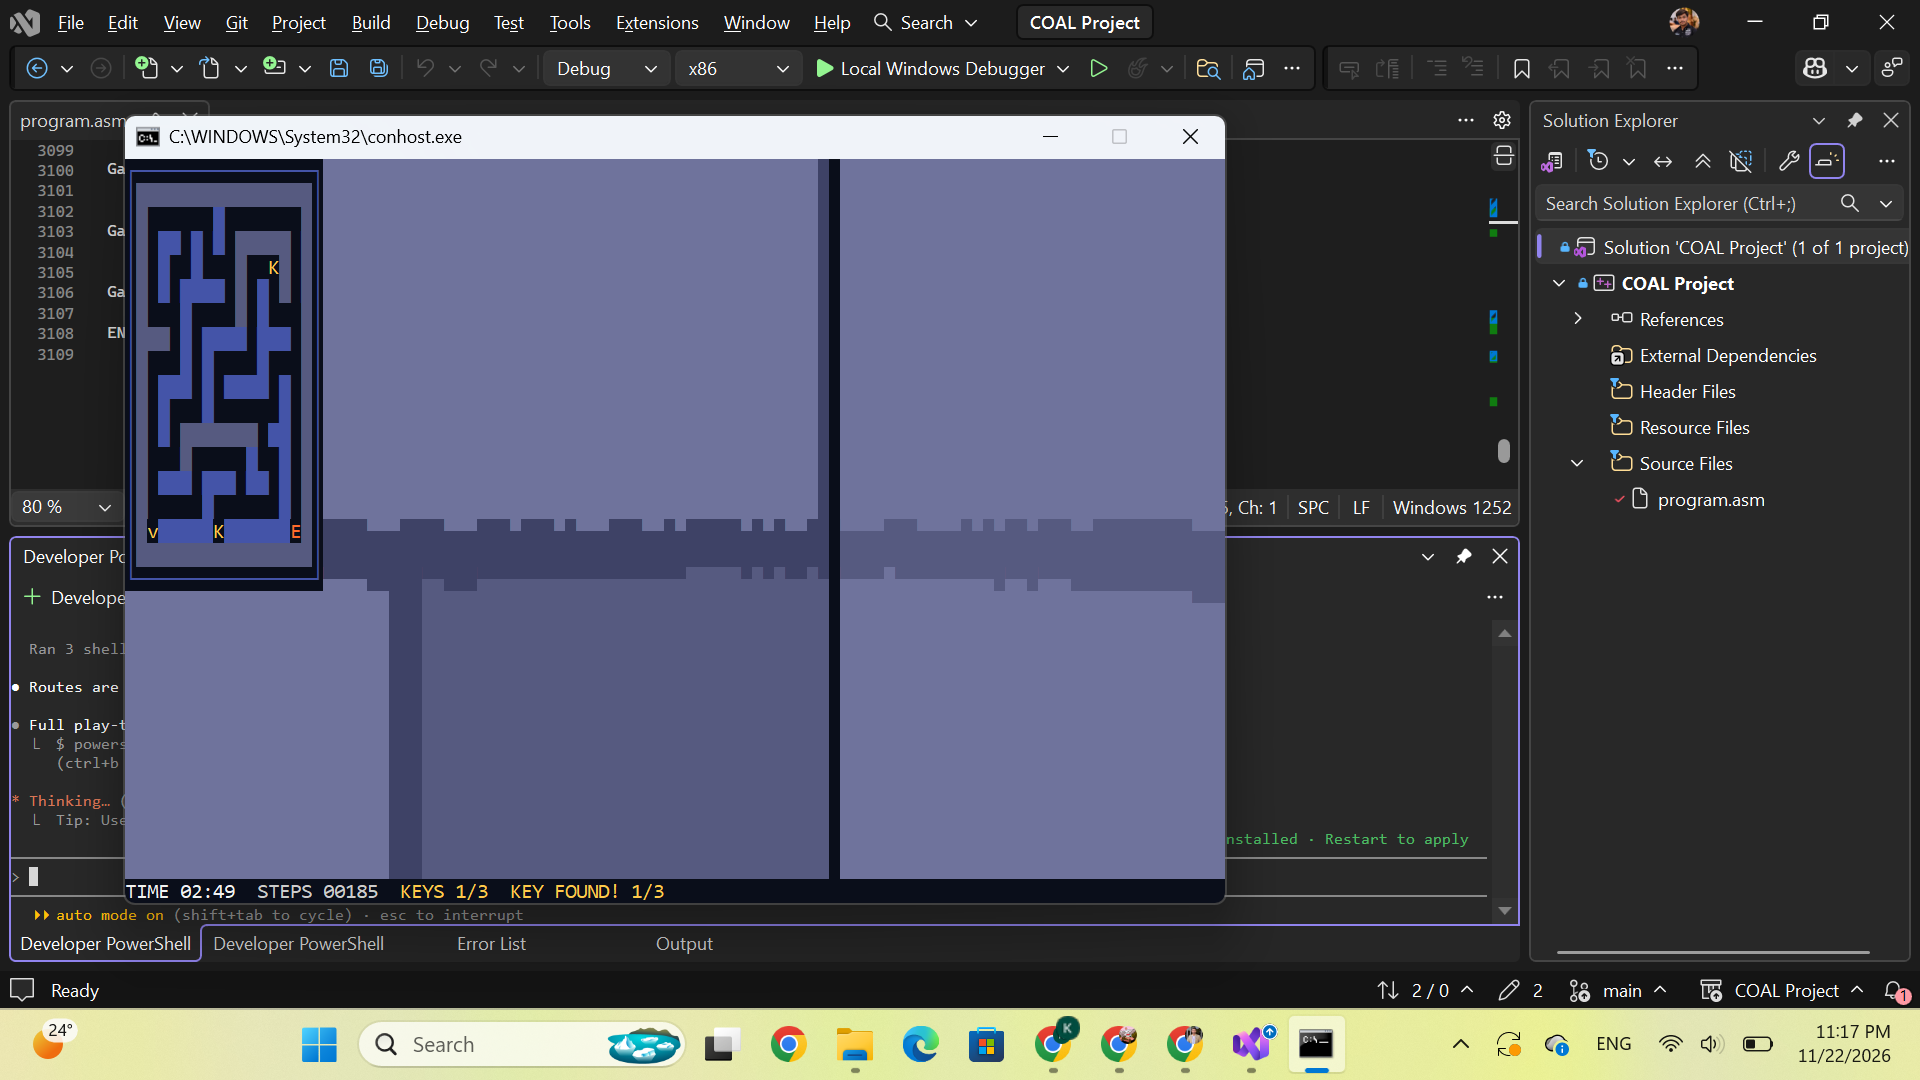 File Edit View Git Project Build Debug Test Tools Extensions Window Help Search COAL Project
Debug x86 Local Windows Debugger
program.asm
C:\WINDOWS\System32\conhost.exe
3099
3100 Ga
3101
3102
3103 Ga
3104
3105
3106 Ga
3107
3108 EN
3109
K
v K E
TIME 02:49 STEPS 00185 KEYS 1/3 KEY FOUND! 1/3
80 %
Ch: 1 SPC LF Windows 1252
Developer Po
+ Develope
Ran 3 shell
● Routes are
● Full play-t
└ $ powers
(ctrl+b
* Thinking… (
└ Tip: Use
nstalled · Restart to apply
>
auto mode on (shift+tab to cycle) · esc to interrupt
Developer PowerShell Developer PowerShell Error List Output
Solution Explorer
Search Solution Explorer (Ctrl+;)
Solution 'COAL Project' (1 of 1 project)
COAL Project
References
External Dependencies
Header Files
Resource Files
Source Files
program.asm
Ready 2 / 0 2 main COAL Project 1
24°
Search
K
ENG
11:17 PM
11/22/2026